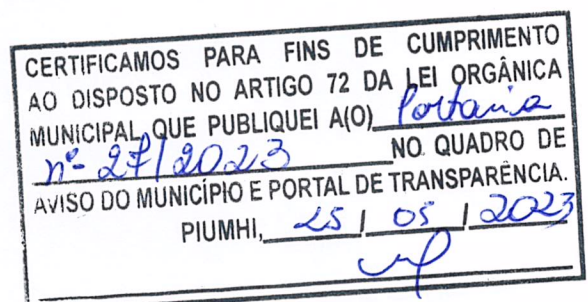 CERTIFICAMOS PARA FINS DE CUMPRIMENTO
AO DISPOSTO NO ARTIGO 72 DA LEI ORGÂNICA
MUNICIPAL, QUE PUBLIQUEI A(O) Portaria
nº 27/2023 NO QUADRO DE
AVISO DO MUNICÍPIO E PORTAL DE TRANSPARÊNCIA.
PIUMHI, 25 / 05 / 2023